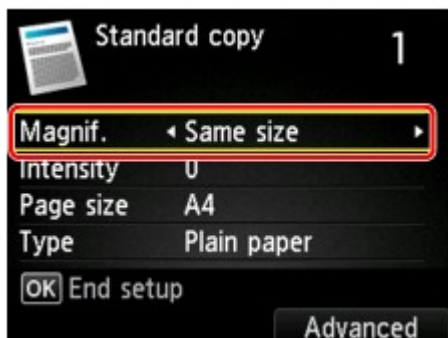 Standard copy
1
Magnif. Same size
Intensity 0
Page size A4
Type Plain paper
OK End setup
Advanced